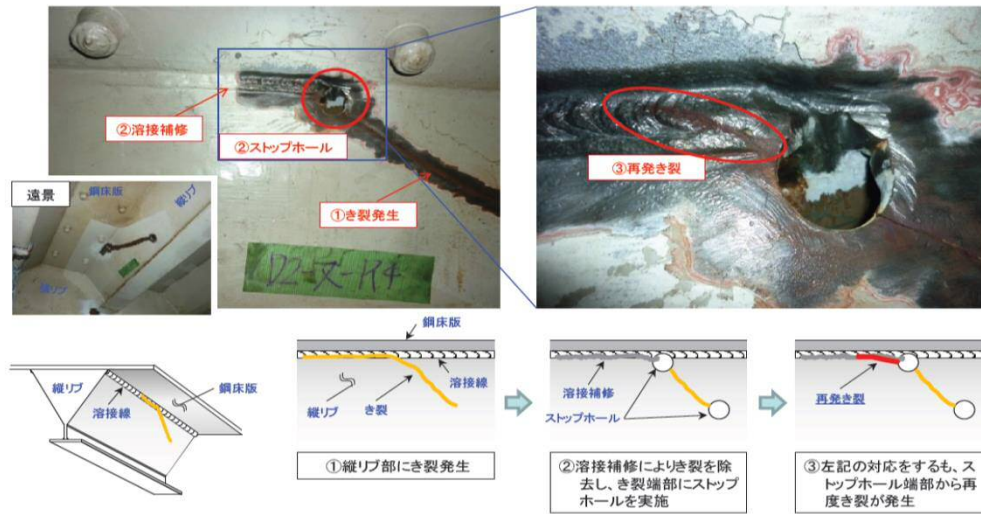 ②溶接補修
②ストップホール
①き裂発生
遠景
鋼床版
縦リブ
縦リブ
D2-又-R4
③再発き裂
縦リブ
溶接線
鋼床版
鋼床版
溶接線
縦リブ
き裂
①縦リブ部にき裂発生
溶接補修
ストップホール
②溶接補修によりき裂を除
去し、き裂端部にストップ
ホールを実施
再発き裂
③左記の対応をするも、ス
トップホール端部から再
度き裂が発生